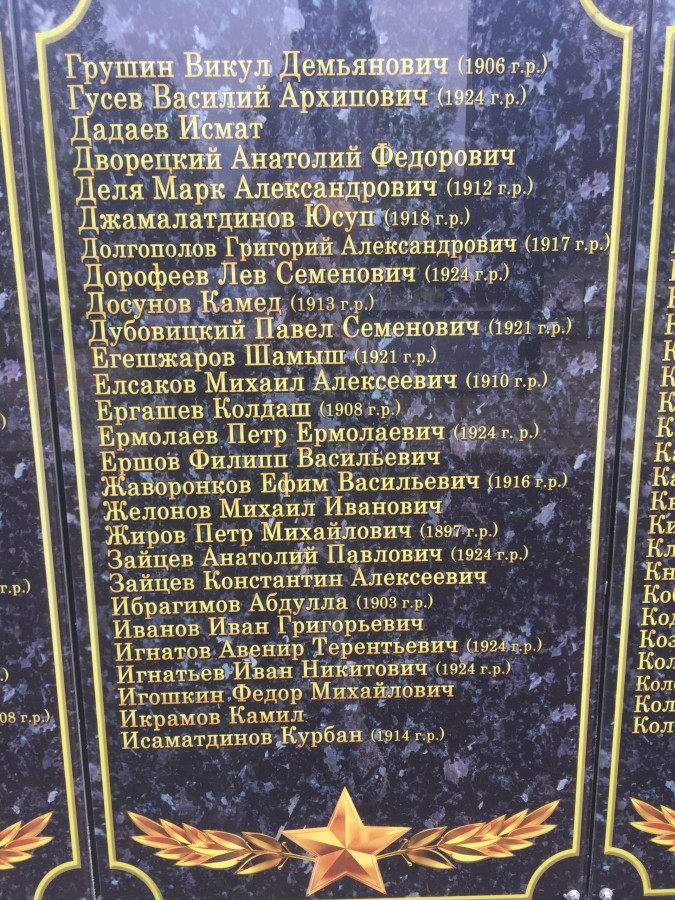 Грушин Викул Демьянович (1906 г.р.)
Гусев Василий Архипович (1924 г.р.)
Дадаев Исмат
Дворецкий Анатолий Федорович
Деля Марк Александрович (1912 г.р.)
Джамалатдинов Юсуп (1918 г.р.)
Долгополов Григорий Александрович (1917 г.р.)
Дорофеев Лев Семенович (1924 г.р.)
Досунов Камед (1913 г.р.)
Дубовицкий Павел Семенович (1921 г.р.)
Егешжаров Шамыш (1921 г.р.)
Елсаков Михаил Алексеевич (1910 г.р.)
Ергашев Колдаш (1908 г.р.)
Ермолаев Петр Ермолаевич (1924 г. р.)
Ершов Филипп Васильевич
Жаворонков Ефим Васильевич (1916 г.р.)
Желонов Михаил Иванович
Жиров Петр Михайлович (1897 г.р.)
Зайцев Анатолий Павлович (1924 г.р.)
Зайцев Константин Алексеевич
Ибрагимов Абдулла (1903 г.р.)
Иванов Иван Григорьевич
Игнатов Авенир Терентьевич (1924 г.р.)
Игнатьев Иван Никитович (1924 г.р.)
Игошкин Федор Михайлович
Икрамов Камил
Исаматдинов Курбан (1914 г.р.)